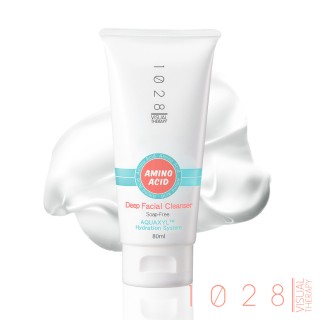 1028
VISUAL
THERAPY
AMINO
ACID
Deep Facial Cleanser
Soap-Free
AQUAXYL™
Hydration System
80ml
1028
VISUAL
THERAPY